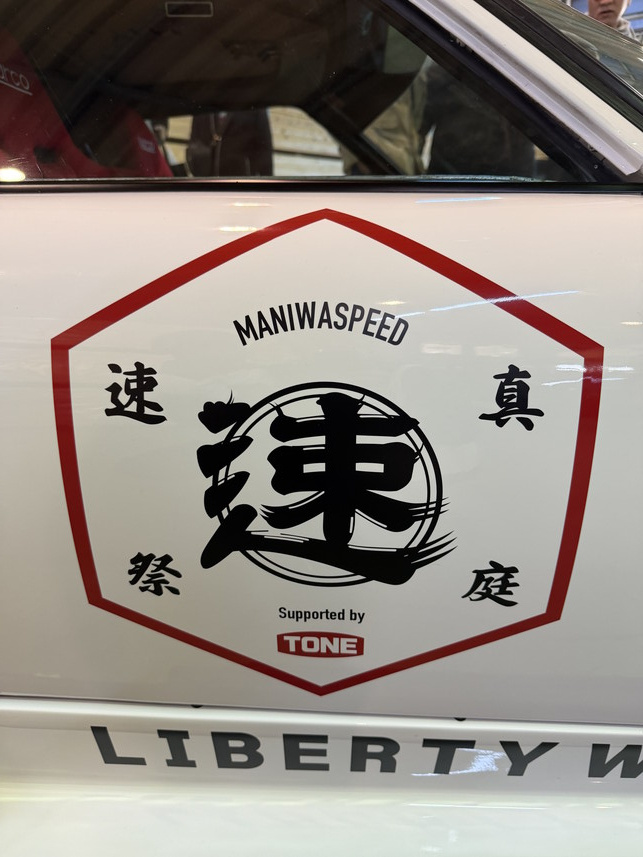 MANIWASPEED
真庭
速祭
速
Supported by
TONE
LIBERTY W